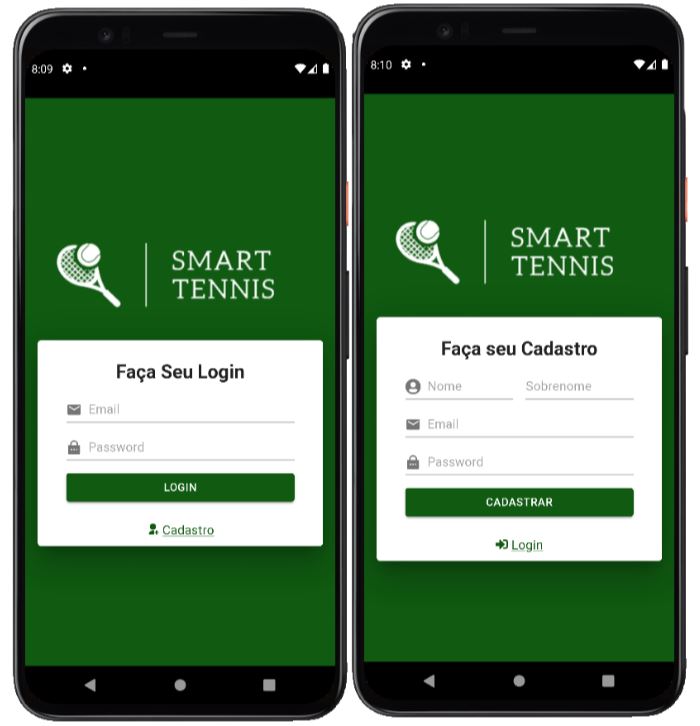 8:09
SMART
TENNIS
Faça Seu Login
Email
Password
LOGIN
Cadastro
8:10
SMART
TENNIS
Faça seu Cadastro
Nome Sobrenome
Email
Password
CADASTRAR
Login